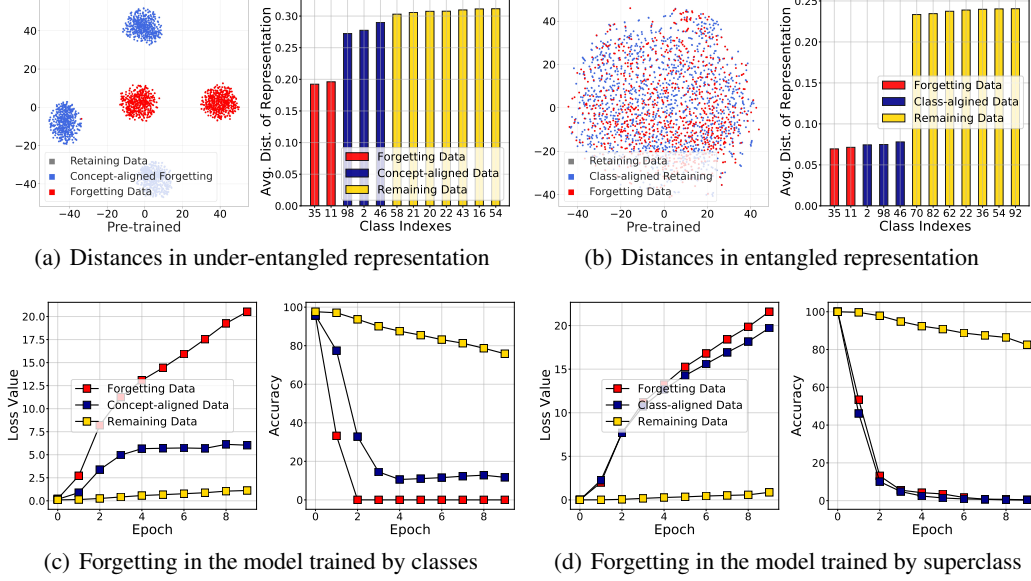 40
20
0
−20
−40
−40 −20 0 20 40
Pre-trained
Retaining Data
Concept-aligned Forgetting
Forgetting Data
Avg. Dist. of Representation
0.30
0.25
0.20
0.15
0.10
0.05
0.00
35 11 98 2 46 58 21 20 22 43 16 54
Class Indexes
Forgetting Data
Concept-aligned Data
Remaining Data
(a) Distances in under-entangled representation
40
20
0
−20
−40
−40 −20 0 20 40
Pre-trained
Retaining Data
Class-aligned Retaining
Forgetting Data
Avg. Dist. of Representation
0.25
0.20
0.15
0.10
0.05
0.00
35 11 2 98 46 70 82 62 22 36 54 92
Class Indexes
Forgetting Data
Class-algined Data
Remaining Data
(b) Distances in entangled representation
Loss Value
20.0
17.5
15.0
12.5
10.0
7.5
5.0
2.5
0.0
0 2 4 6 8
Epoch
Forgetting Data
Concept-aligned Data
Remaining Data
Accuracy
100
80
60
40
20
0
0 2 4 6 8
Epoch
(c) Forgetting in the model trained by classes
Loss Value
20
15
10
5
0
0 2 4 6 8
Epoch
Forgetting Data
Class-aligned Data
Remaining Data
Accuracy
100
80
60
40
20
0
0 2 4 6 8
Epoch
(d) Forgetting in the model trained by superclass